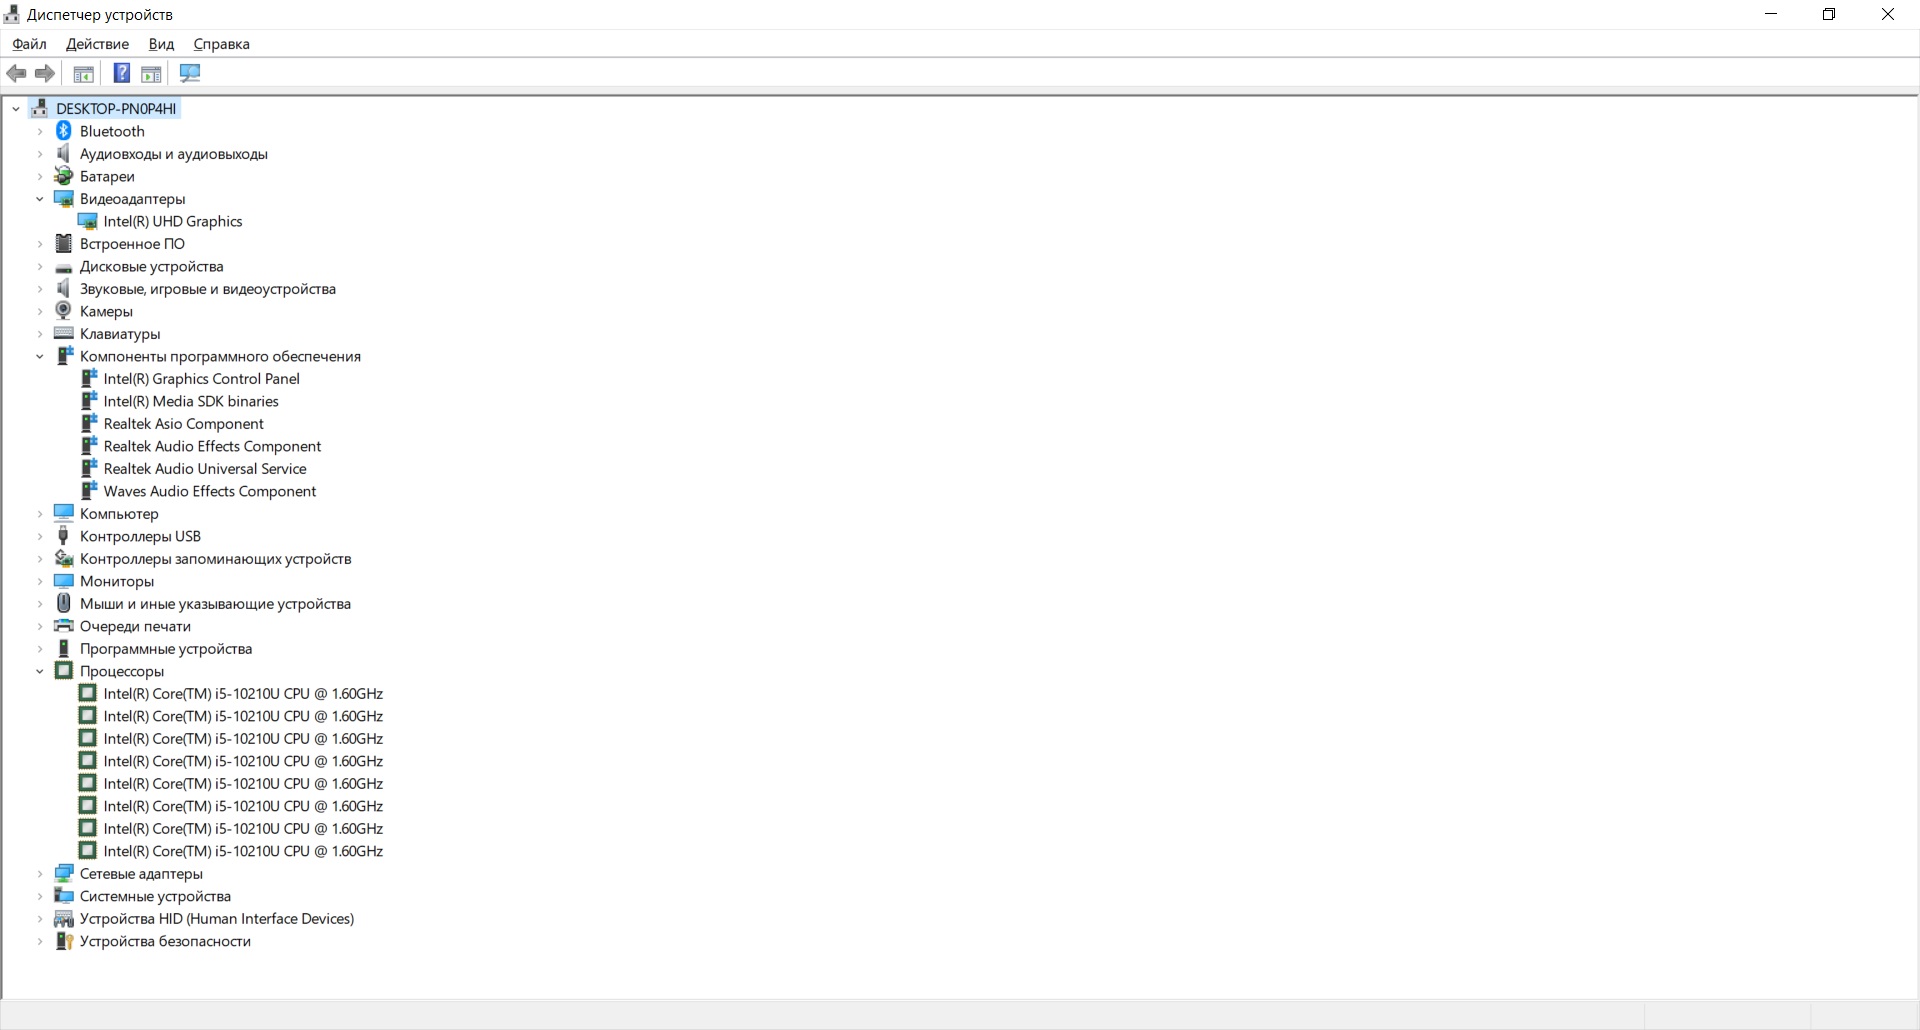 Диспетчер устройств
Файл Действие Вид Справка
DESKTOP-PN0P4HI
Bluetooth
Аудиовходы и аудиовыходы
Батареи
Видеоадаптеры
Intel(R) UHD Graphics
Встроенное ПО
Дисковые устройства
Звуковые, игровые и видеоустройства
Камеры
Клавиатуры
Компоненты программного обеспечения
Intel(R) Graphics Control Panel
Intel(R) Media SDK binaries
Realtek Asio Component
Realtek Audio Effects Component
Realtek Audio Universal Service
Waves Audio Effects Component
Компьютер
Контроллеры USB
Контроллеры запоминающих устройств
Мониторы
Мыши и иные указывающие устройства
Очереди печати
Программные устройства
Процессоры
Intel(R) Core(TM) i5-10210U CPU @ 1.60GHz
Intel(R) Core(TM) i5-10210U CPU @ 1.60GHz
Intel(R) Core(TM) i5-10210U CPU @ 1.60GHz
Intel(R) Core(TM) i5-10210U CPU @ 1.60GHz
Intel(R) Core(TM) i5-10210U CPU @ 1.60GHz
Intel(R) Core(TM) i5-10210U CPU @ 1.60GHz
Intel(R) Core(TM) i5-10210U CPU @ 1.60GHz
Intel(R) Core(TM) i5-10210U CPU @ 1.60GHz
Сетевые адаптеры
Системные устройства
Устройства HID (Human Interface Devices)
Устройства безопасности